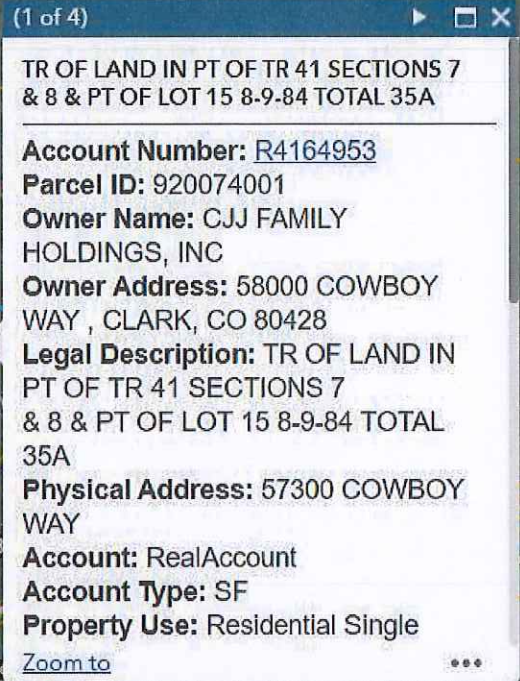 (1 of 4)
TR OF LAND IN PT OF TR 41 SECTIONS 7
& 8 & PT OF LOT 15 8-9-84 TOTAL 35A
Account Number: R4164953
Parcel ID: 920074001
Owner Name: CJJ FAMILY
HOLDINGS, INC
Owner Address: 58000 COWBOY
WAY , CLARK, CO 80428
Legal Description: TR OF LAND IN
PT OF TR 41 SECTIONS 7
& 8 & PT OF LOT 15 8-9-84 TOTAL
35A
Physical Address: 57300 COWBOY
WAY
Account: RealAccount
Account Type: SF
Property Use: Residential Single
Zoom to